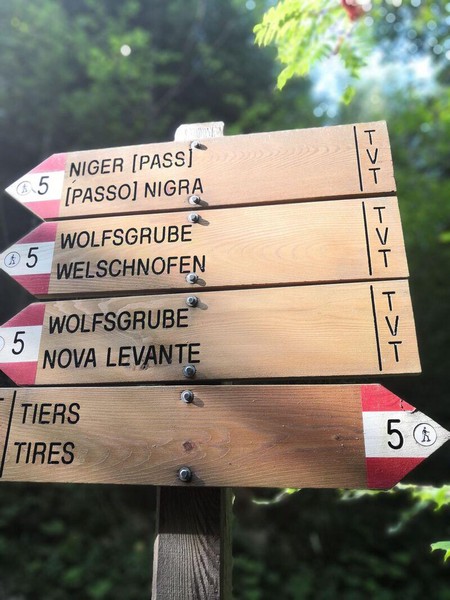 5 NIGER [PASS] TVT
[PASSO] NIGRA
5 WOLFSGRUBE TVT
WELSCHNOFEN
5 WOLFSGRUBE TVT
NOVA LEVANTE
TIERS 5
TIRES